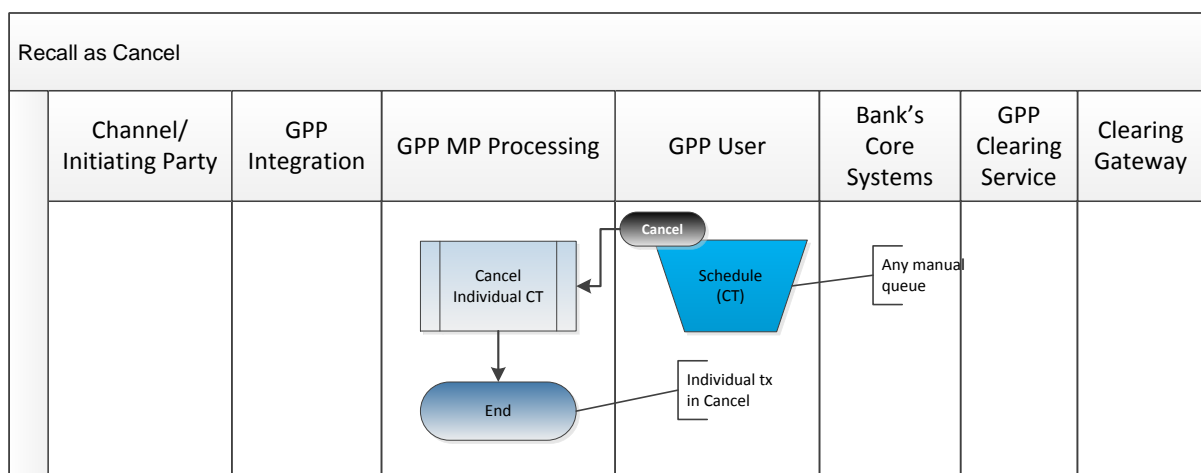 Recall as Cancel
Channel/
Initiating Party
GPP
Integration
GPP MP Processing
GPP User
Bank's
Core
Systems
GPP
Clearing
Service
Clearing
Gateway
Cancel
Cancel
Individual CT
Schedule
(CT)
Any manual
queue
End
Individual tx
in Cancel